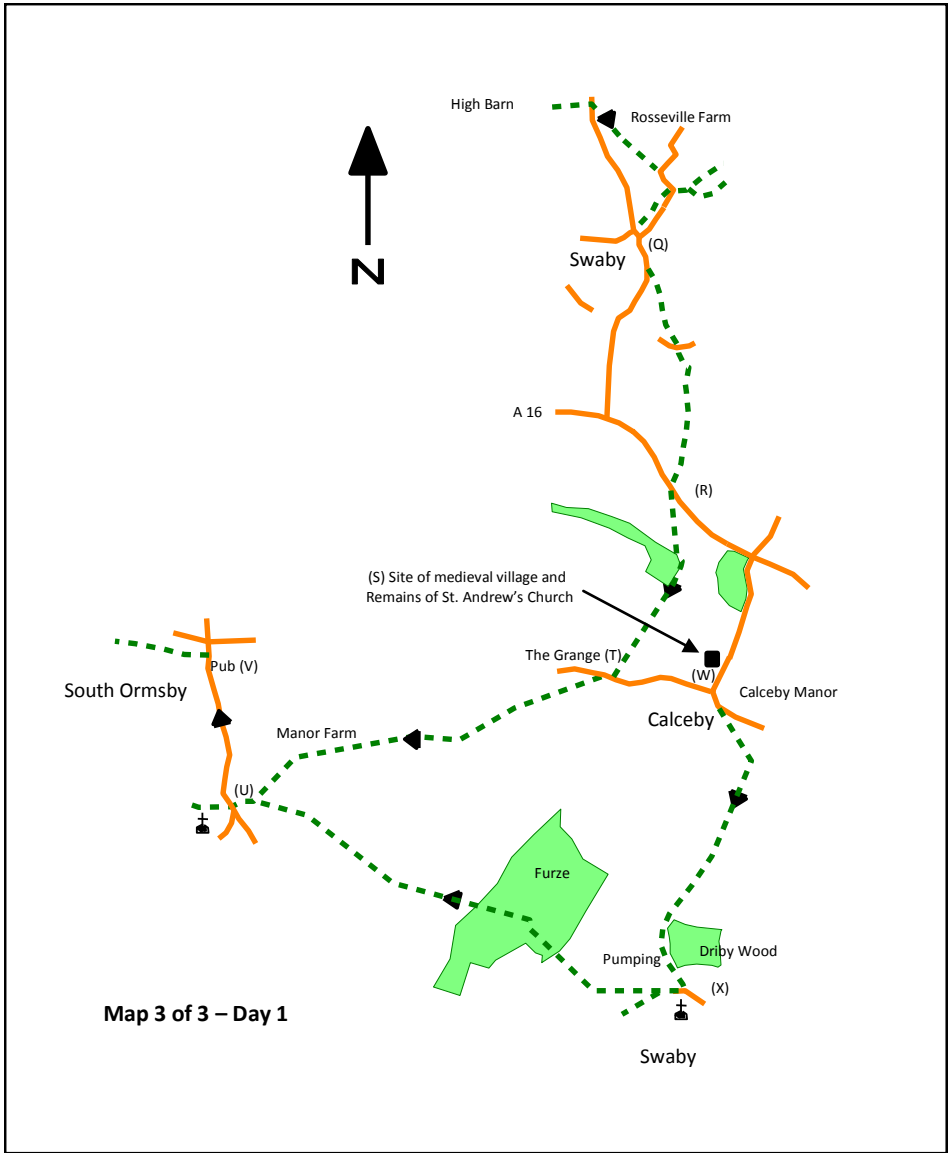 High Barn
Rosseville Farm
N
(Q)
Swaby
A 16
(R)
(S) Site of medieval village and
Remains of St. Andrew's Church
The Grange (T)
(W)
Pub (V)
South Ormsby
Calceby Manor
Calceby
Manor Farm
(U)
Furze
Pumping
Driby Wood
(X)
Map 3 of 3 – Day 1
Swaby